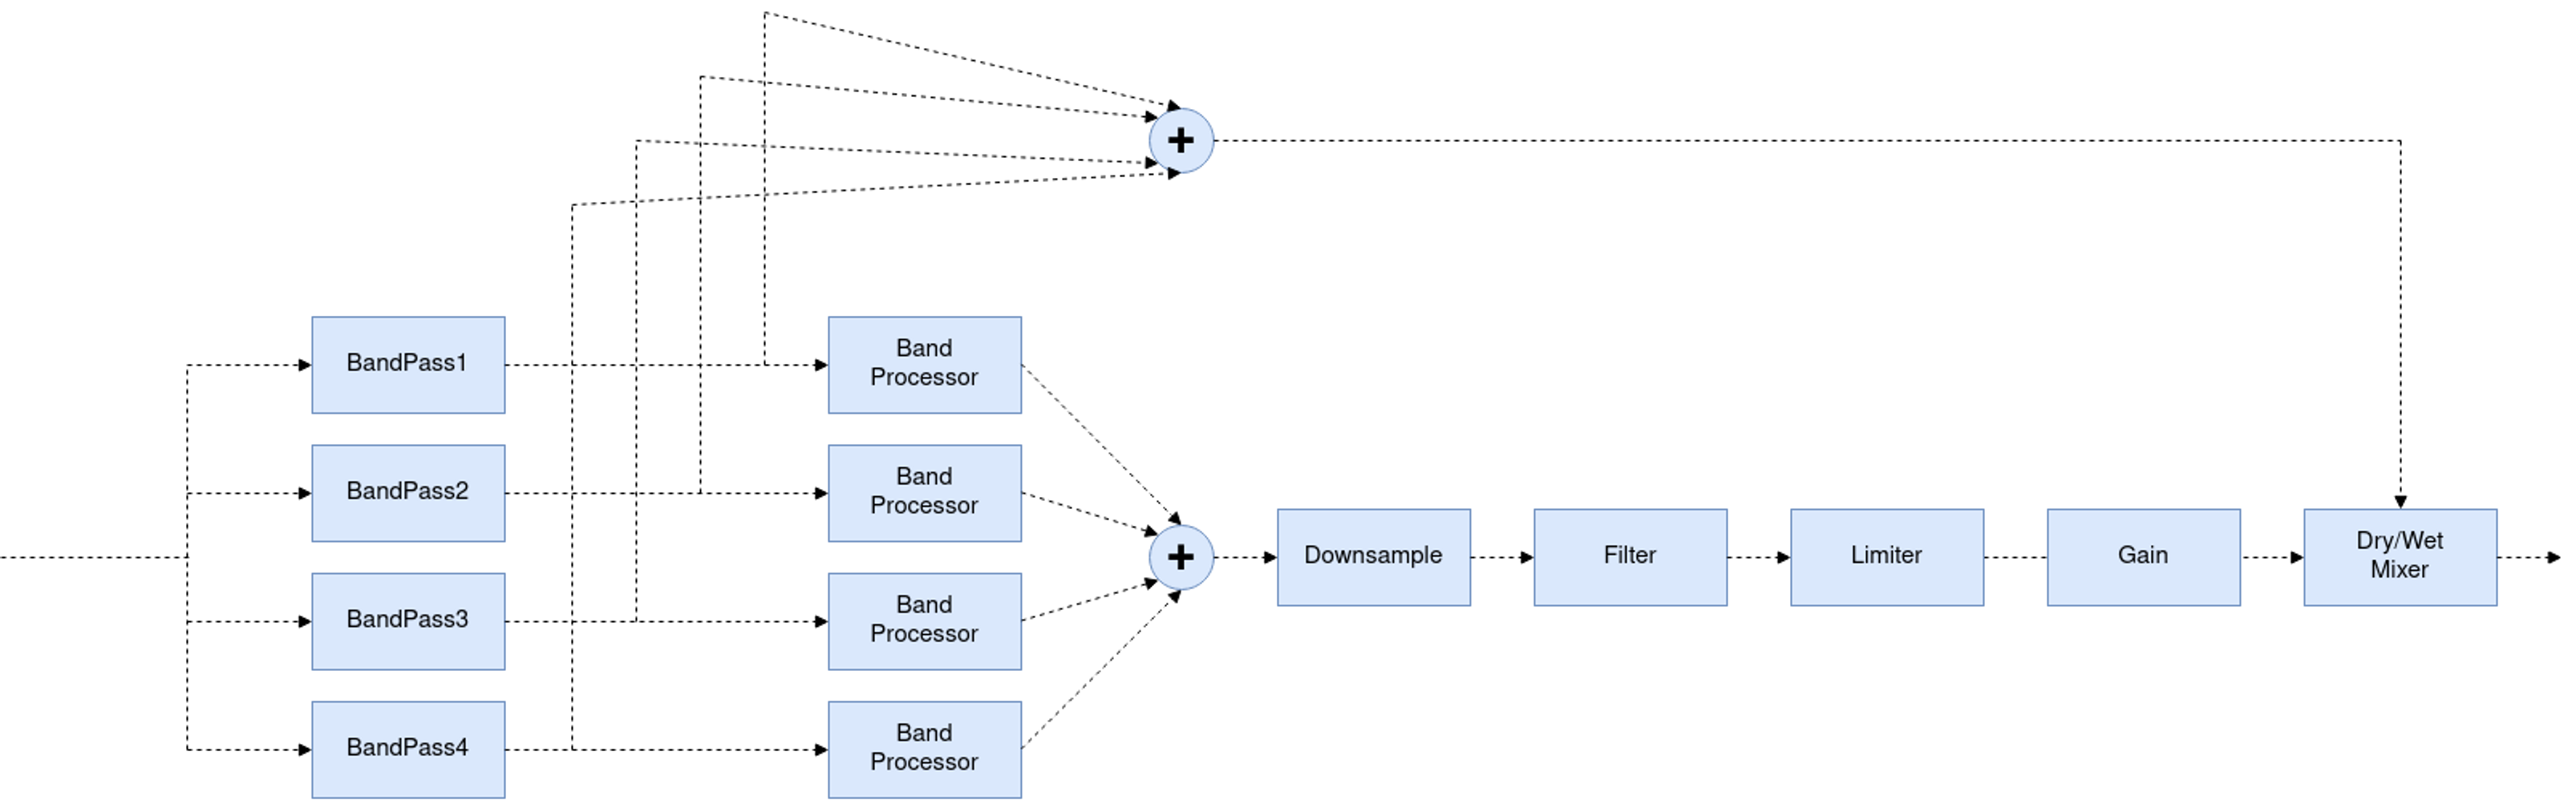 +
BandPass1
Band
Processor
BandPass2
Band
Processor
+
Downsample
Filter
Limiter
Gain
Dry/Wet
Mixer
BandPass3
Band
Processor
BandPass4
Band
Processor